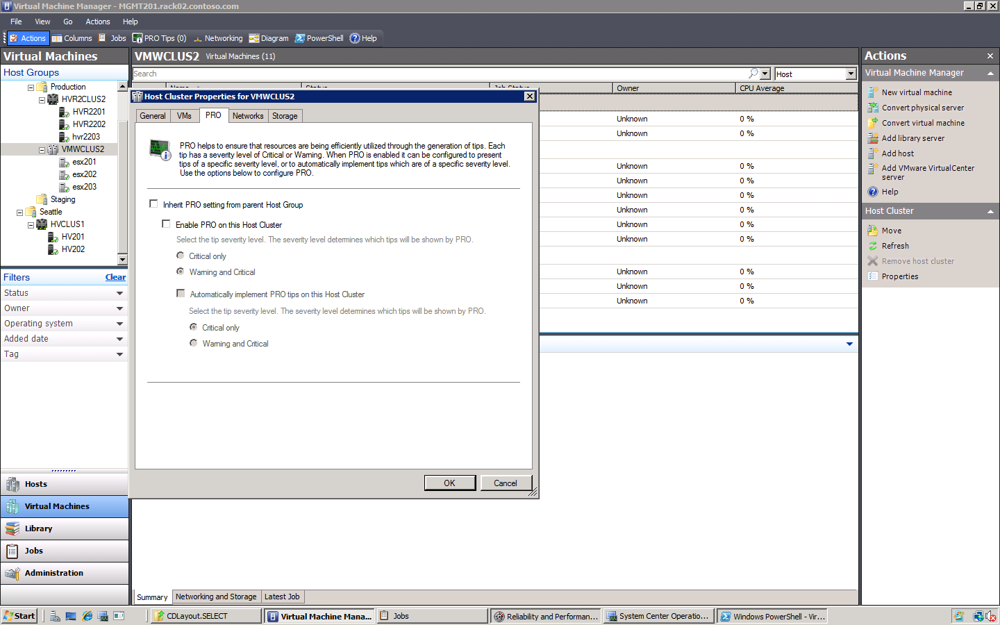 Virtual Machine Manager - MGMT201.rack02.contoso.com
File View Go Actions Help
Actions Columns Jobs PRO Tips (0) Networking Diagram PowerShell Help
Virtual Machines
Host Groups
Production
HVR2CLUS2
HVR2201
HVR2202
hvr2203
VMWCLUS2
esx201
esx202
esx203
Staging
Seattle
HVCLUS1
HV201
HV202
Filters Clear
Status
Owner
Operating system
Added date
Tag
Hosts
Virtual Machines
Library
Jobs
Administration
VMWCLUS2 Virtual Machines (11)
Search Host
Name Status Job Status Owner CPU Average
Unknown 0 %
Unknown 0 %
Unknown 0 %
Unknown 0 %
Unknown 0 %
Unknown 0 %
Unknown 0 %
Unknown 0 %
Unknown 0 %
Unknown 0 %
Unknown 0 %
Host Cluster Properties for VMWCLUS2
General VMs PRO Networks Storage
PRO helps to ensure that resources are being efficiently utilized through the generation of tips. Each
tip has a severity level of Critical or Warning. When PRO is enabled it can be configured to present
tips of a specific severity level, or to automatically implement tips which are of a specific severity level.
Use the options below to configure PRO.
Inherit PRO setting from parent Host Group
Enable PRO on this Host Cluster
Select the tip severity level. The severity level determines which tips will be shown by PRO.
Critical only
Warning and Critical
Automatically implement PRO tips on this Host Cluster
Select the tip severity level. The severity level determines which tips will be shown by PRO.
Critical only
Warning and Critical
OK Cancel
Summary Networking and Storage Latest Job
Actions
Virtual Machine Manager
New virtual machine
Convert physical server
Convert virtual machine
Add library server
Add host
Add VMware VirtualCenter
server
Help
Host Cluster
Move
Refresh
Remove host cluster
Properties
Start CDLayout.SELECT Virtual Machine Mana... Jobs Reliability and Performan... System Center Operatio... Windows PowerShell - Vir...